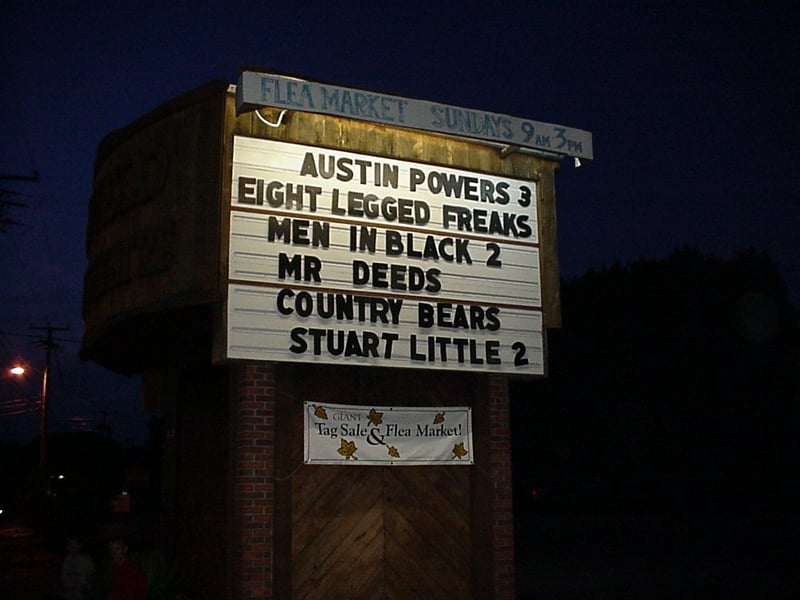 FLEA MARKET SUNDAYS 9AM 3PM
AUSTIN POWERS 3
EIGHT LEGGED FREAKS
MEN IN BLACK 2
MR DEEDS
COUNTRY BEARS
STUART LITTLE 2
GIANT
Tag Sale & Flea Market!